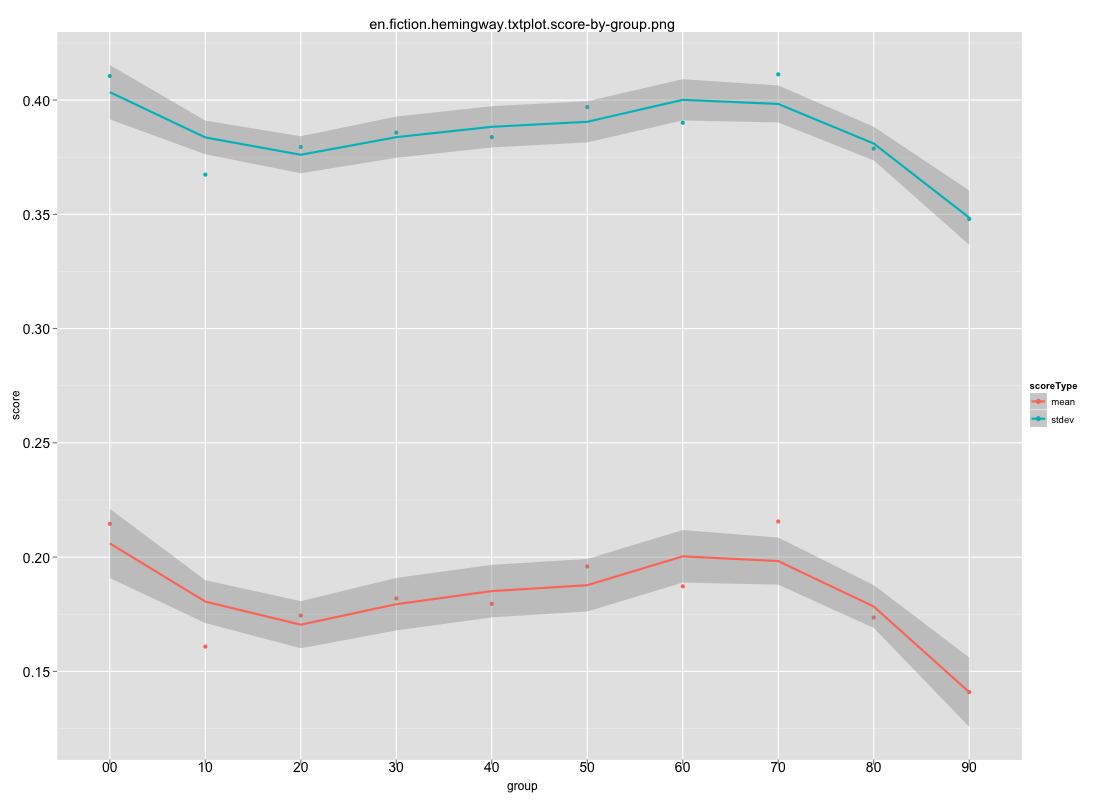 en.fiction.hemingway.txtplot.score-by-group.png
0.40
0.35
0.30
0.25
0.20
0.15
score
00 10 20 30 40 50 60 70 80 90
group
scoreType
mean
stdev